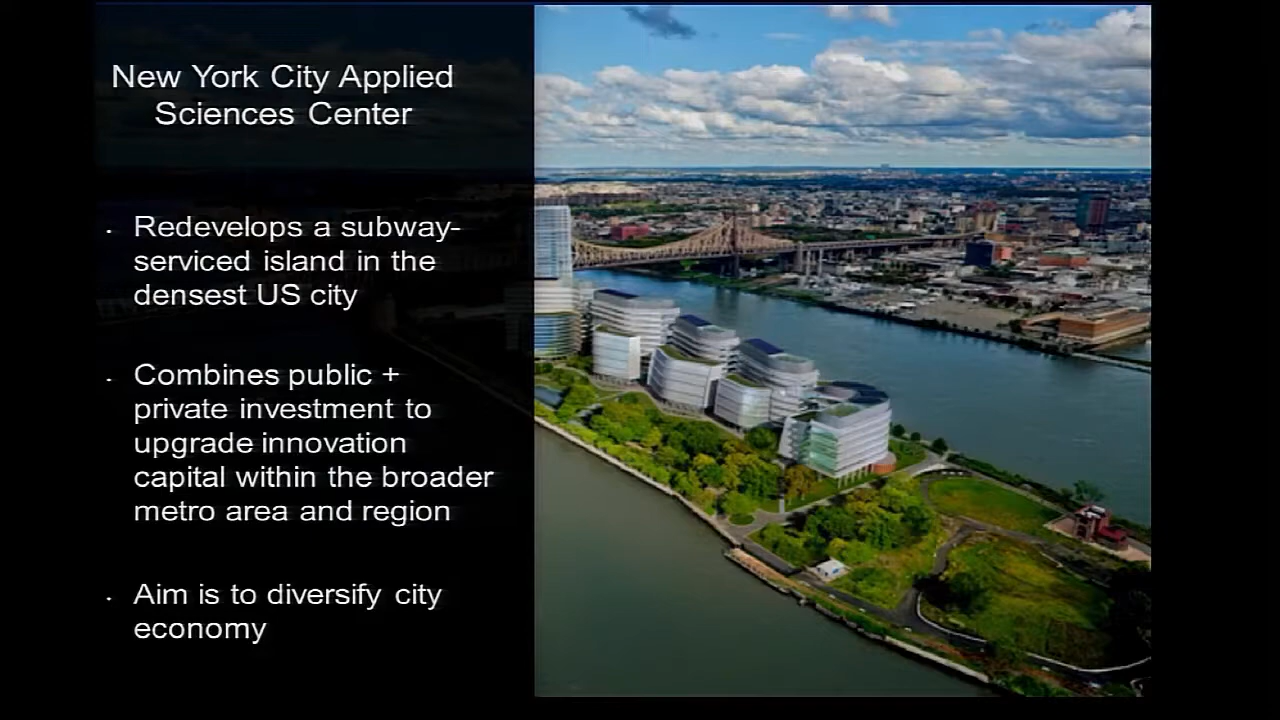 New York City Applied
Sciences Center
· Redevelops a subway-
serviced island in the
densest US city
· Combines public +
private investment to
upgrade innovation
capital within the broader
metro area and region
· Aim is to diversify city
economy